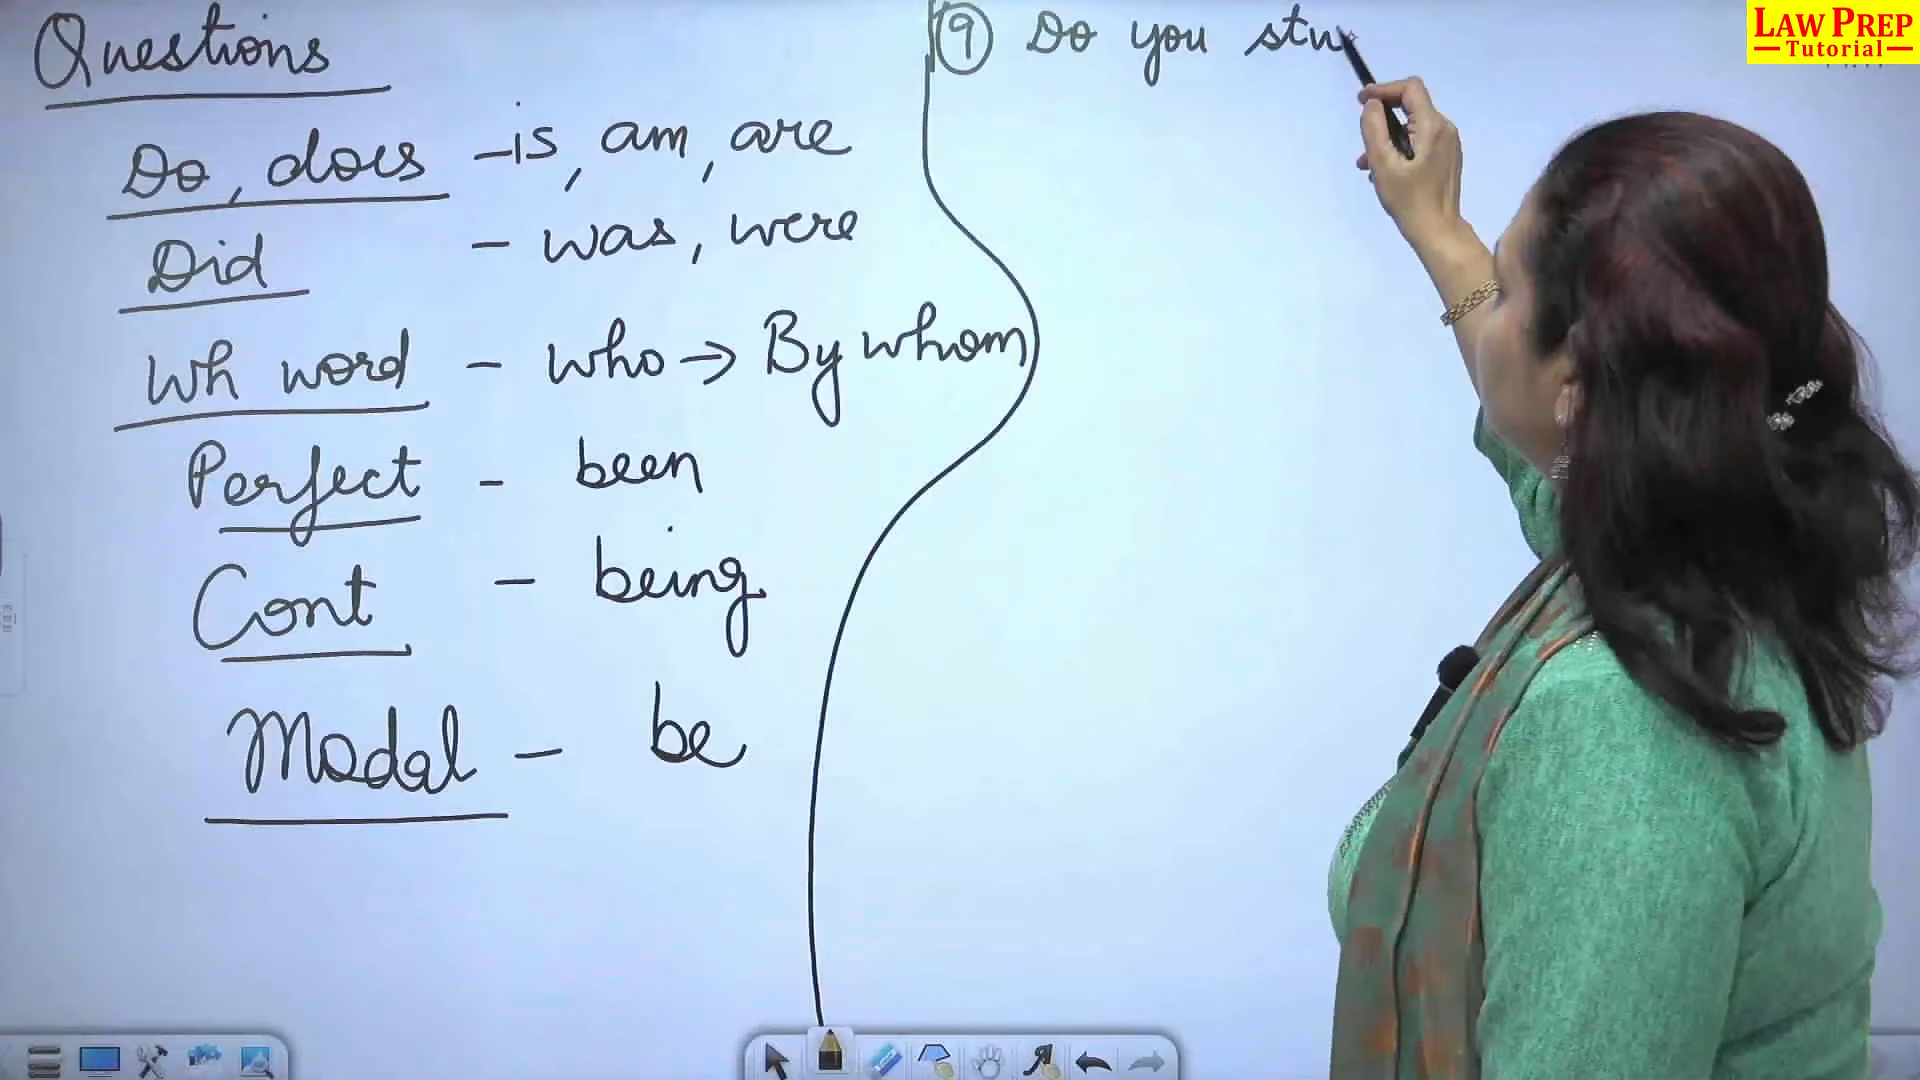 Questions
Do, does - is, am, are
Did - was, were
Wh word - who → By whom
Perfect - been
Cont - being
Modal - be
9 Do you stu
LAW PREP
Tutorial